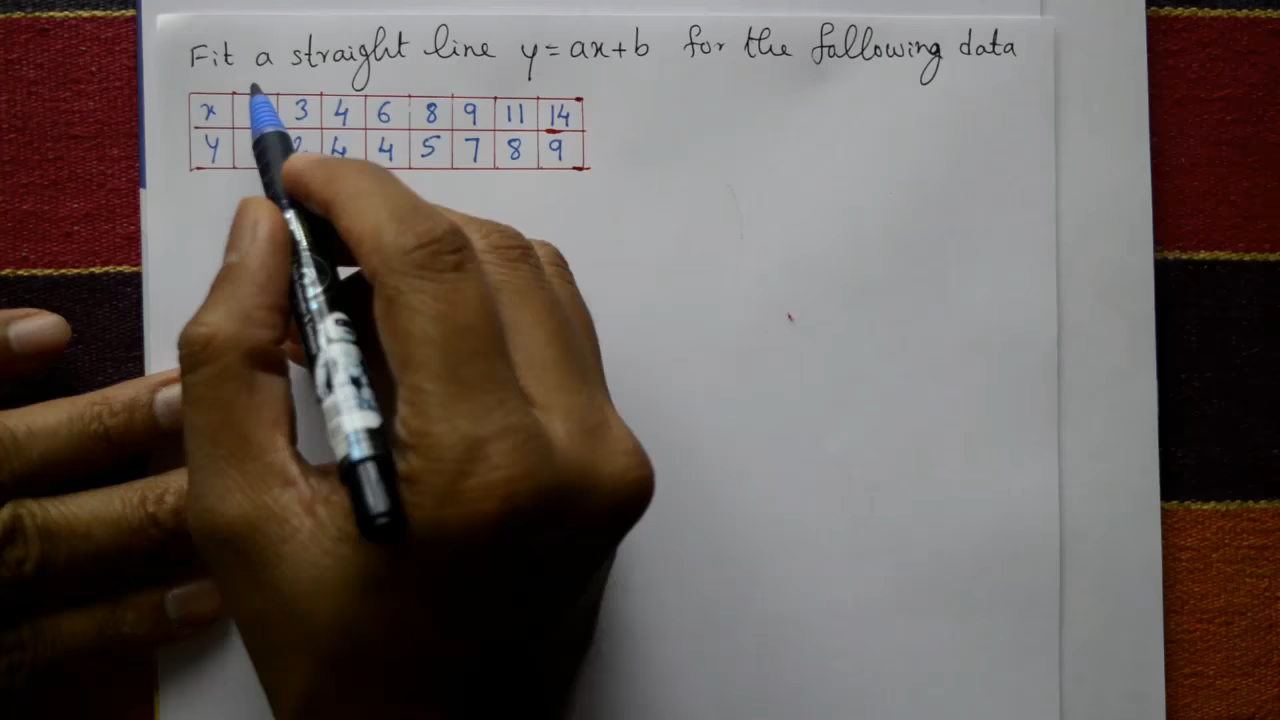 Fit a straight line y=ax+b for the following data
x 3 4 6 8 9 11 14
y 4 4 5 7 8 9